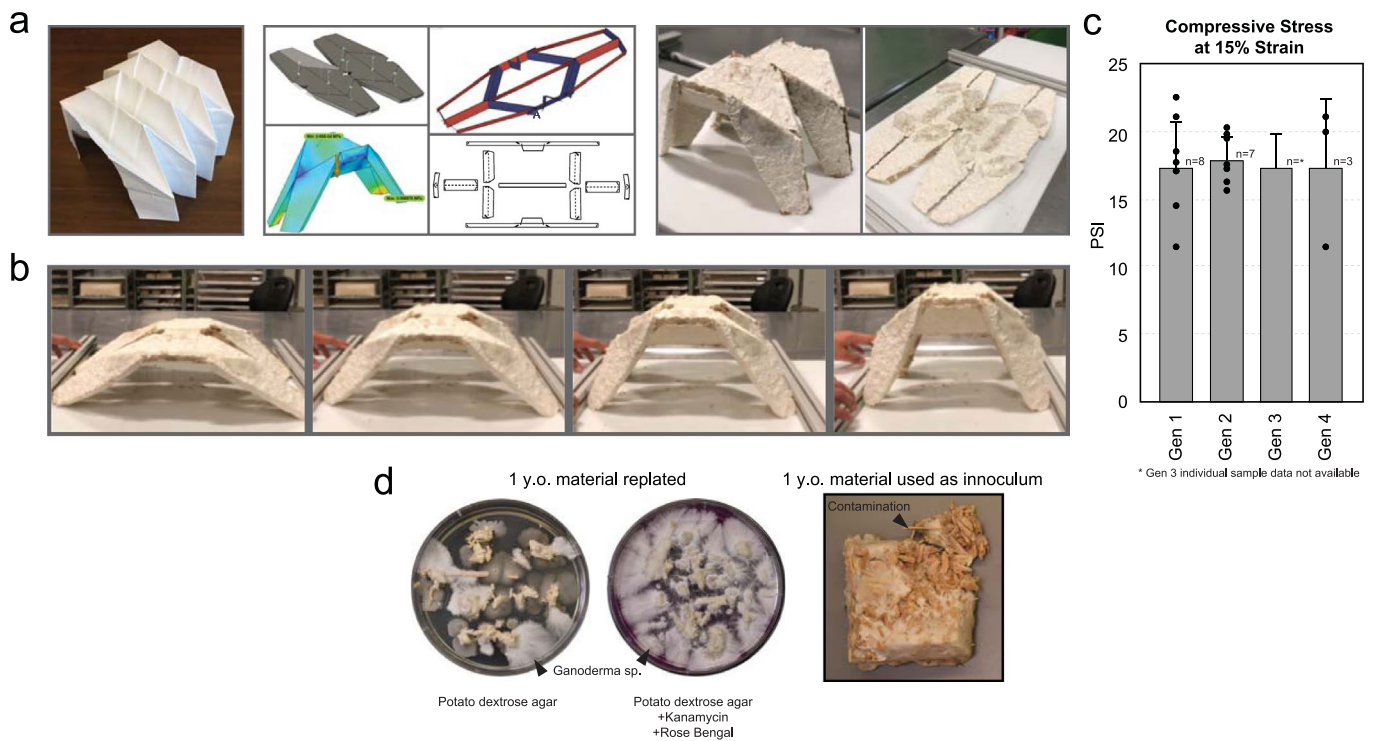 a
b
c
Compressive Stress
at 15% Strain
25
20
15
10
5
0
PSI
n=8
n=7
n=*
n=3
Gen 1
Gen 2
Gen 3
Gen 4
* Gen 3 individual sample data not available
d
1 y.o. material replated
1 y.o. material used as innoculum
Contamination
Ganoderma sp.
Potato dextrose agar
Potato dextrose agar
+Kanamycin
+Rose Bengal